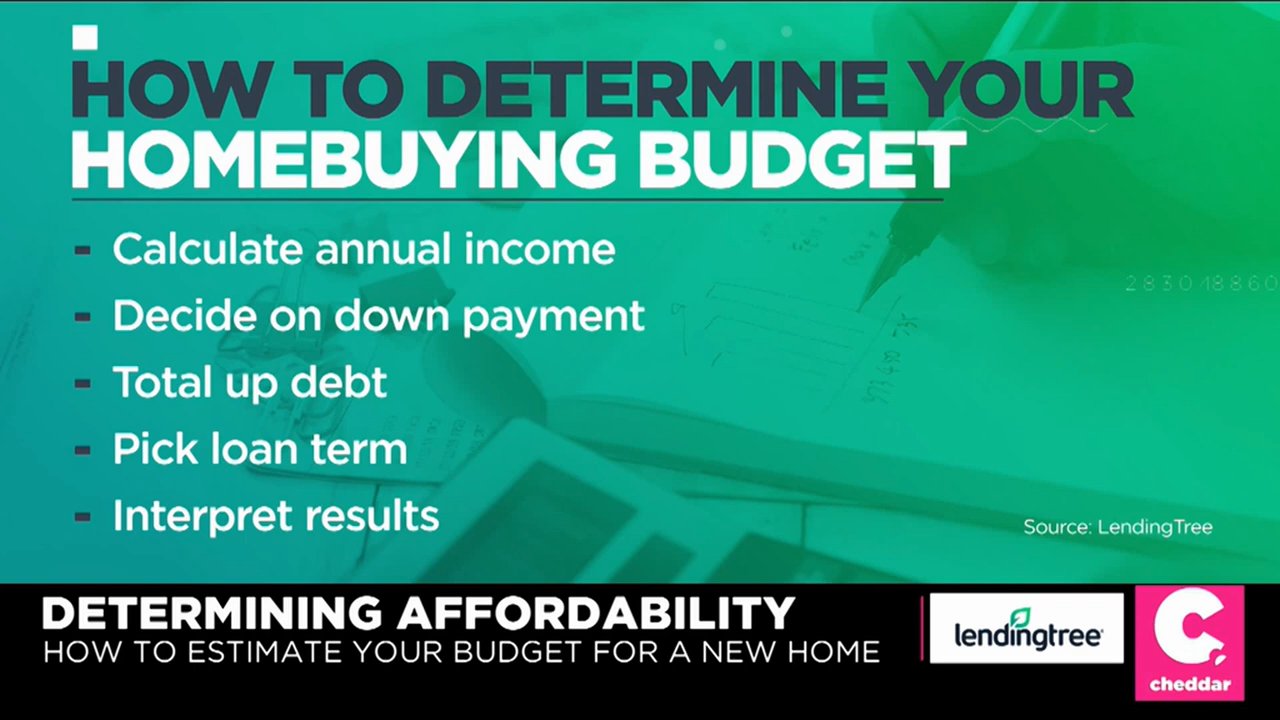 HOW TO DETERMINE YOUR
HOMEBUYING BUDGET
- Calculate annual income
- Decide on down payment
- Total up debt
- Pick loan term
- Interpret results
283018860
Source: LendingTree
DETERMINING AFFORDABILITY
HOW TO ESTIMATE YOUR BUDGET FOR A NEW HOME
lendingtree
cheddar